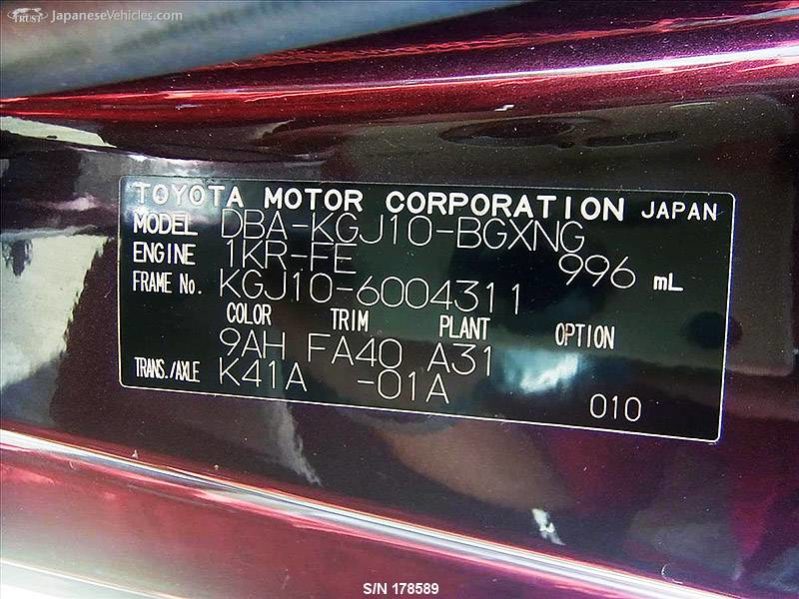 TRUST JapaneseVehicles.com
TOYOTA MOTOR CORPORATION JAPAN
MODEL DBA-KGJ10-BGXNG
ENGINE 1KR-FE 996 mL
FRAME No. KGJ10-6004311
COLOR TRIM PLANT OPTION
9AH FA40 A31
TRANS./AXLE K41A -01A 010
S/N 178589